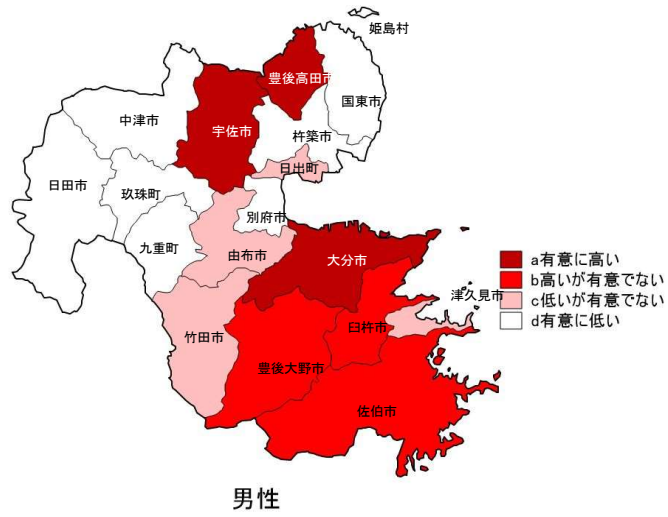 姫島村
豊後高田市
国東市
中津市
宇佐市
杵築市
日出町
日田市
玖珠町
別府市
九重町
由布市
大分市
a有意に高い
b高いが有意でない
c低いが有意でない
d有意に低い
津久見市
臼杵市
竹田市
豊後大野市
佐伯市
男性